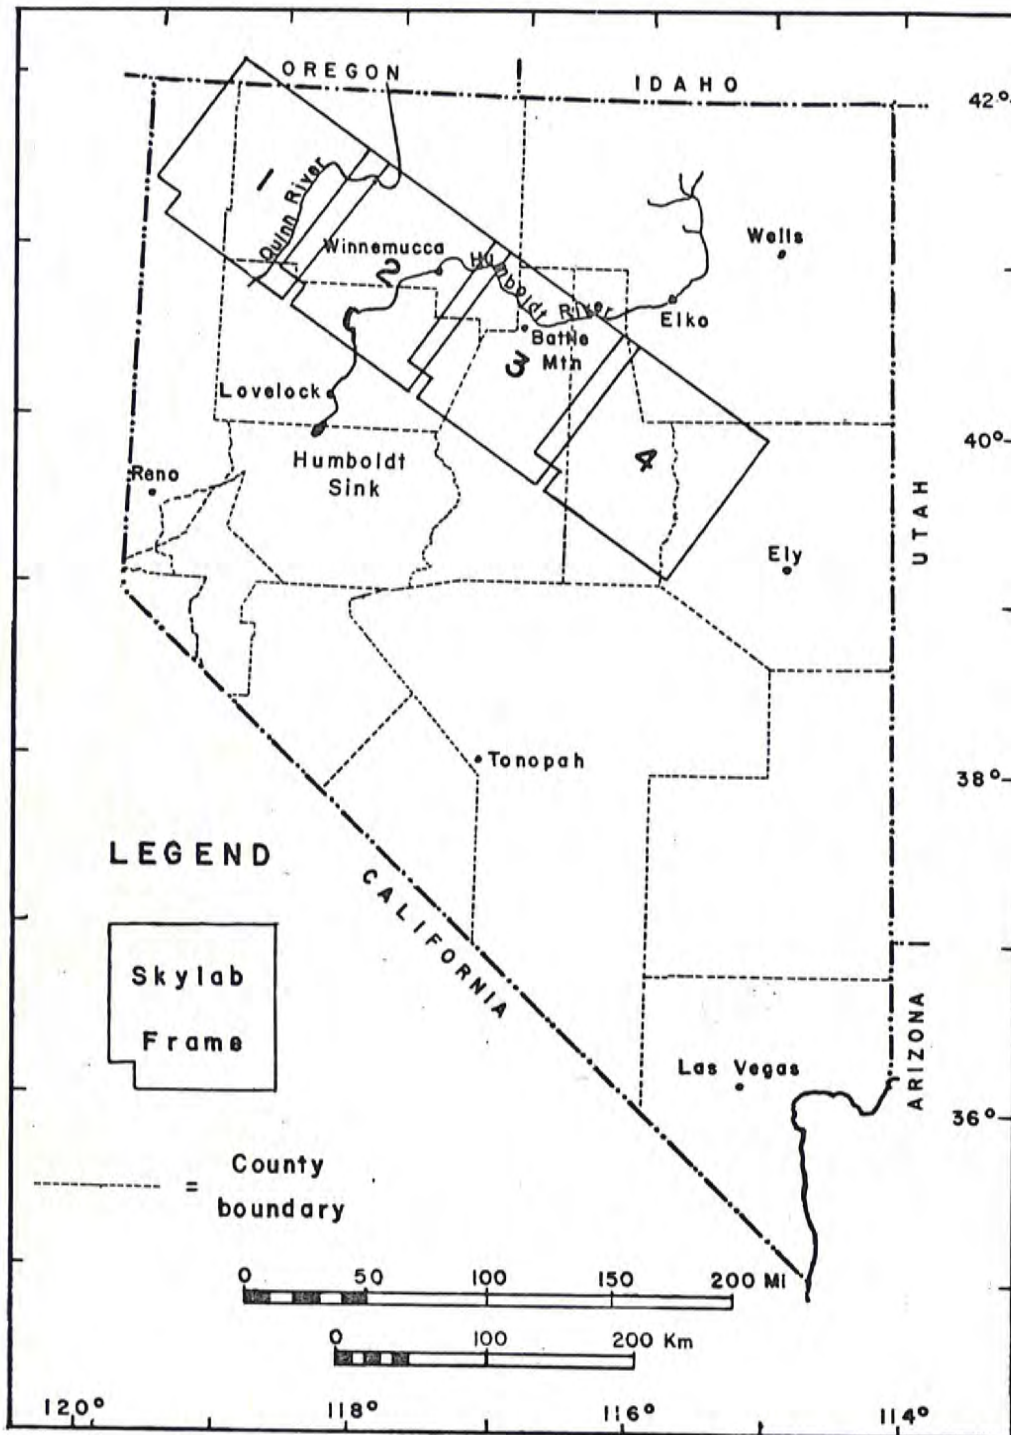 OREGON
IDAHO
42°
1
Quinn River
Wells
Winnemucca
2
Humboldt River
Elko
Battle
Mtn
3
Lovelock
40°
4
Reno
Humboldt
Sink
UTAH
Ely
Tonopah
38°
LEGEND
CALIFORNIA
Skylab
Frame
ARIZONA
Las Vegas
36°
= County
boundary
0 50 100 150 200 MI
0 100 200 Km
120° 118° 116° 114°